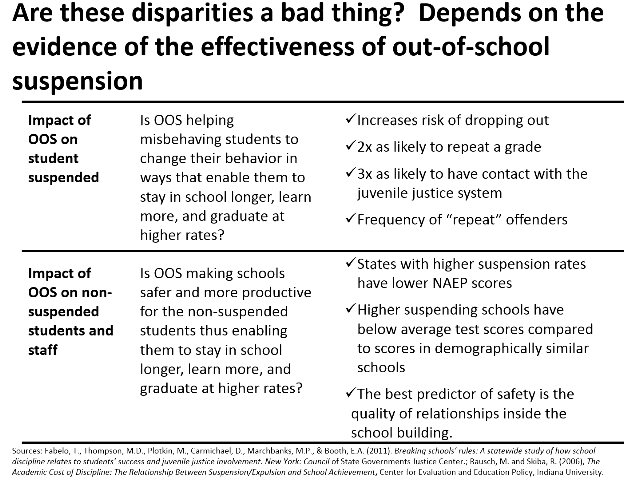 Are these disparities a bad thing?  Depends on the
evidence of the effectiveness of out-of-school
suspension
Impact of
OOS on
student
suspended
Is OOS helping
misbehaving students to
change their behavior in
ways that enable them to
stay in school longer, learn
more, and graduate at
higher rates?
✓Increases risk of dropping out
✓2x as likely to repeat a grade
✓3x as likely to have contact with the
juvenile justice system
✓Frequency of “repeat” offenders
Impact of
OOS on non-
suspended
students and
staff
Is OOS making schools
safer and more productive
for the non-suspended
students thus enabling
them to stay in school
longer, learn more, and
graduate at higher rates?
✓States with higher suspension rates
have lower NAEP scores
✓Higher suspending schools have
below average test scores compared
to scores in demographically similar
schools
✓The best predictor of safety is the
quality of relationships inside the
school building.
Sources: Fabelo, T., Thompson, M.D., Plotkin, M., Carmichael, D., Marchbanks, M.P., & Booth, E.A. (2011). Breaking schools’ rules: A statewide study of how school
discipline relates to students’ success and juvenile justice involvement. New York: Council of State Governments Justice Center.; Rausch, M. and Skiba, R. (2006), The
Academic Cost of Discipline: The Relationship Between Suspension/Expulsion and School Achievement, Center for Evaluation and Education Policy, Indiana University.